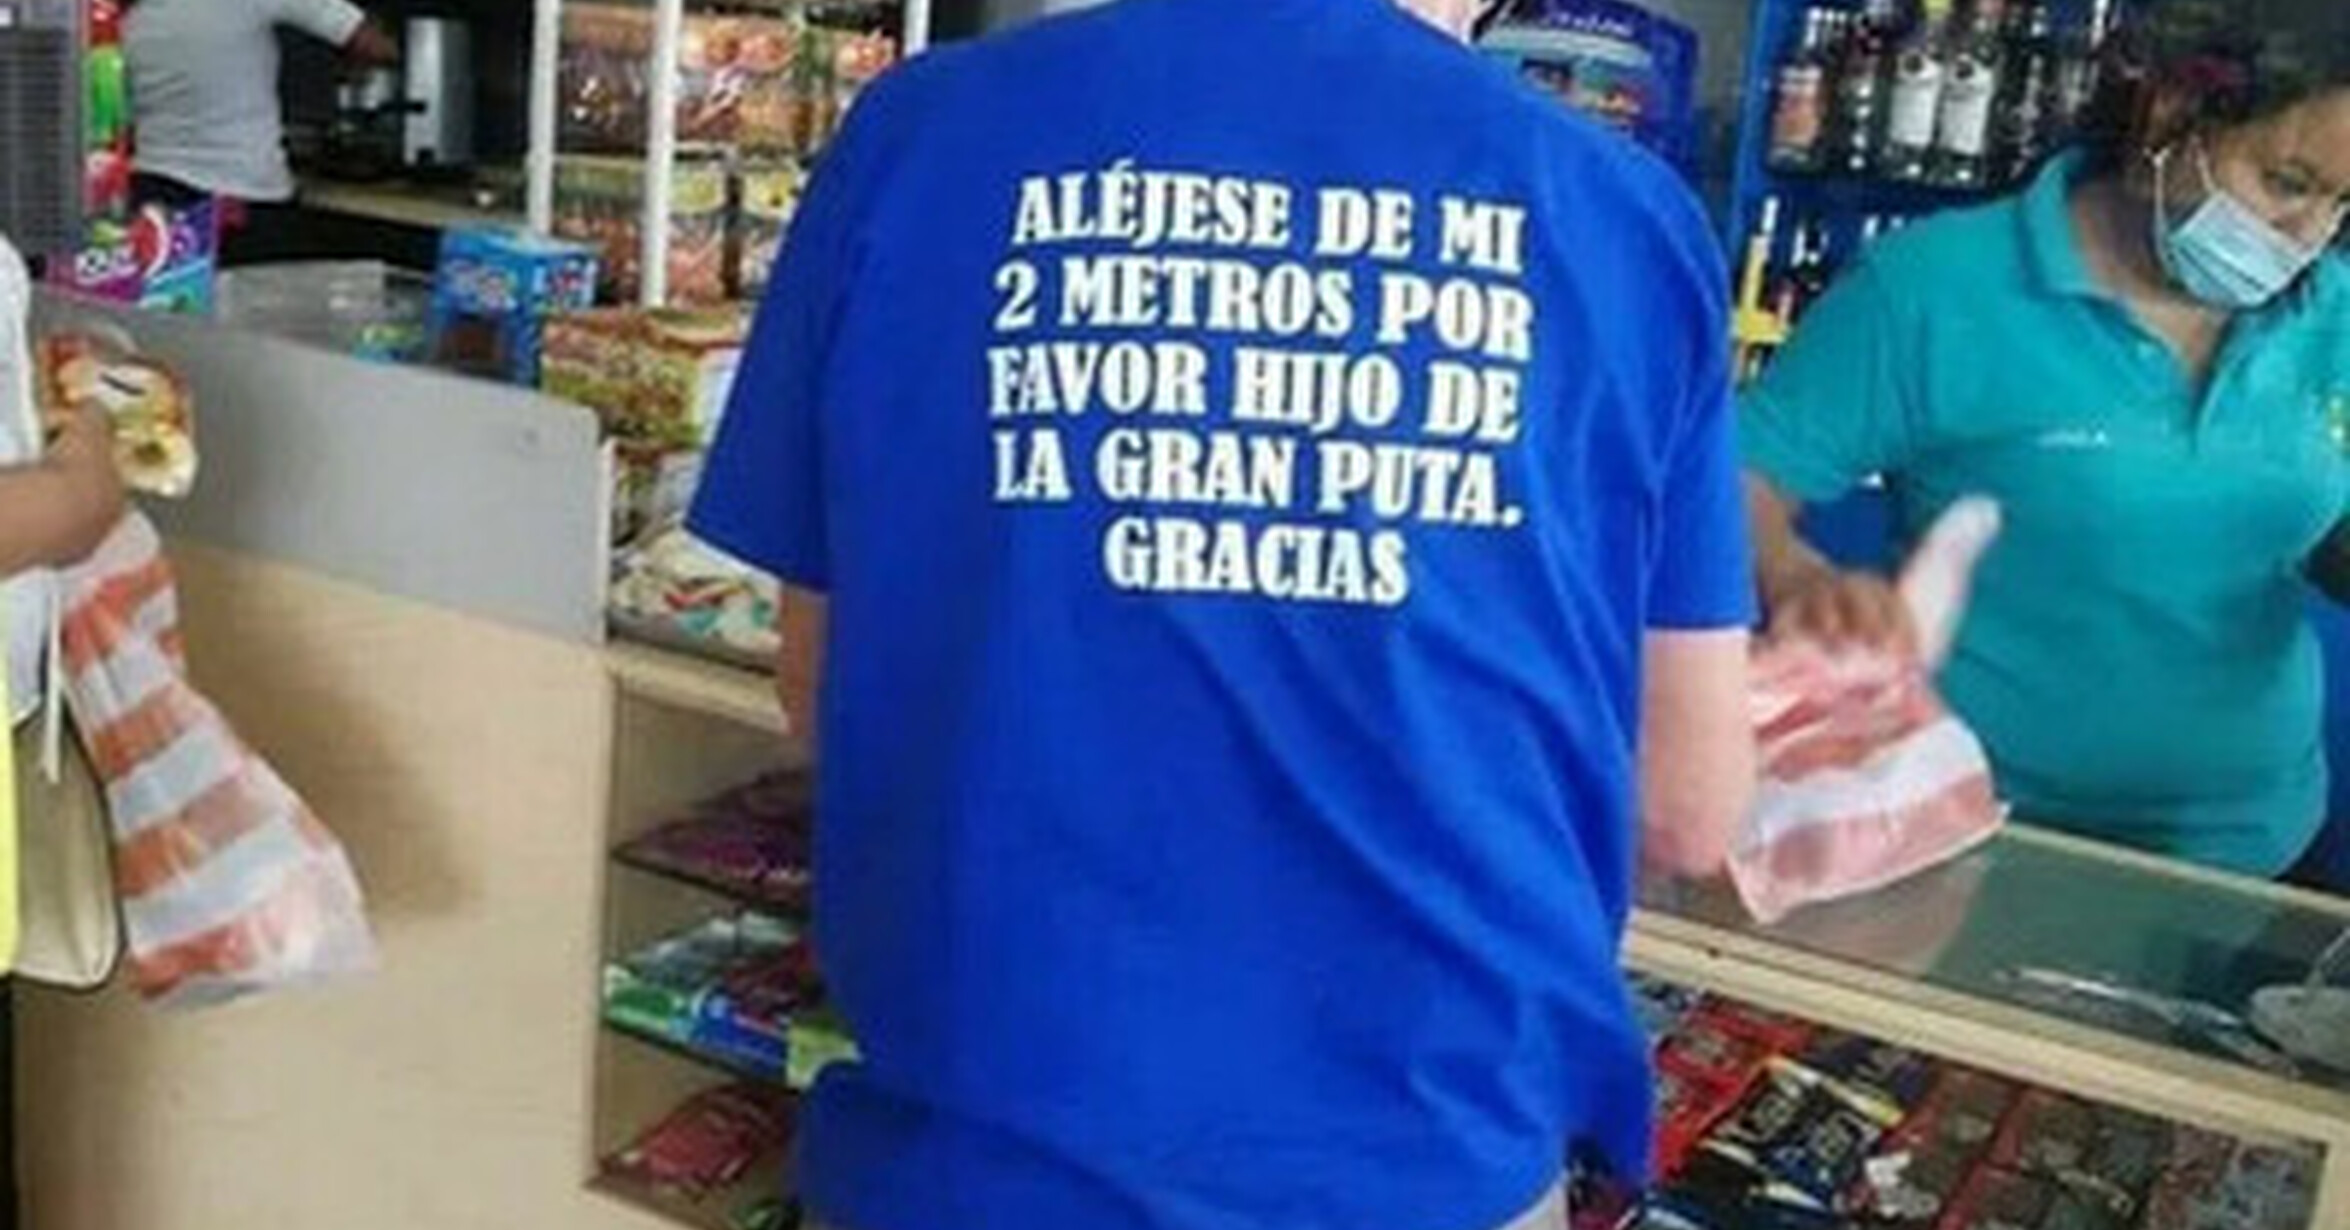 ALÉJESE DE MI
2 METROS POR
FAVOR HIJO DE
LA GRAN PUTA.
GRACIAS